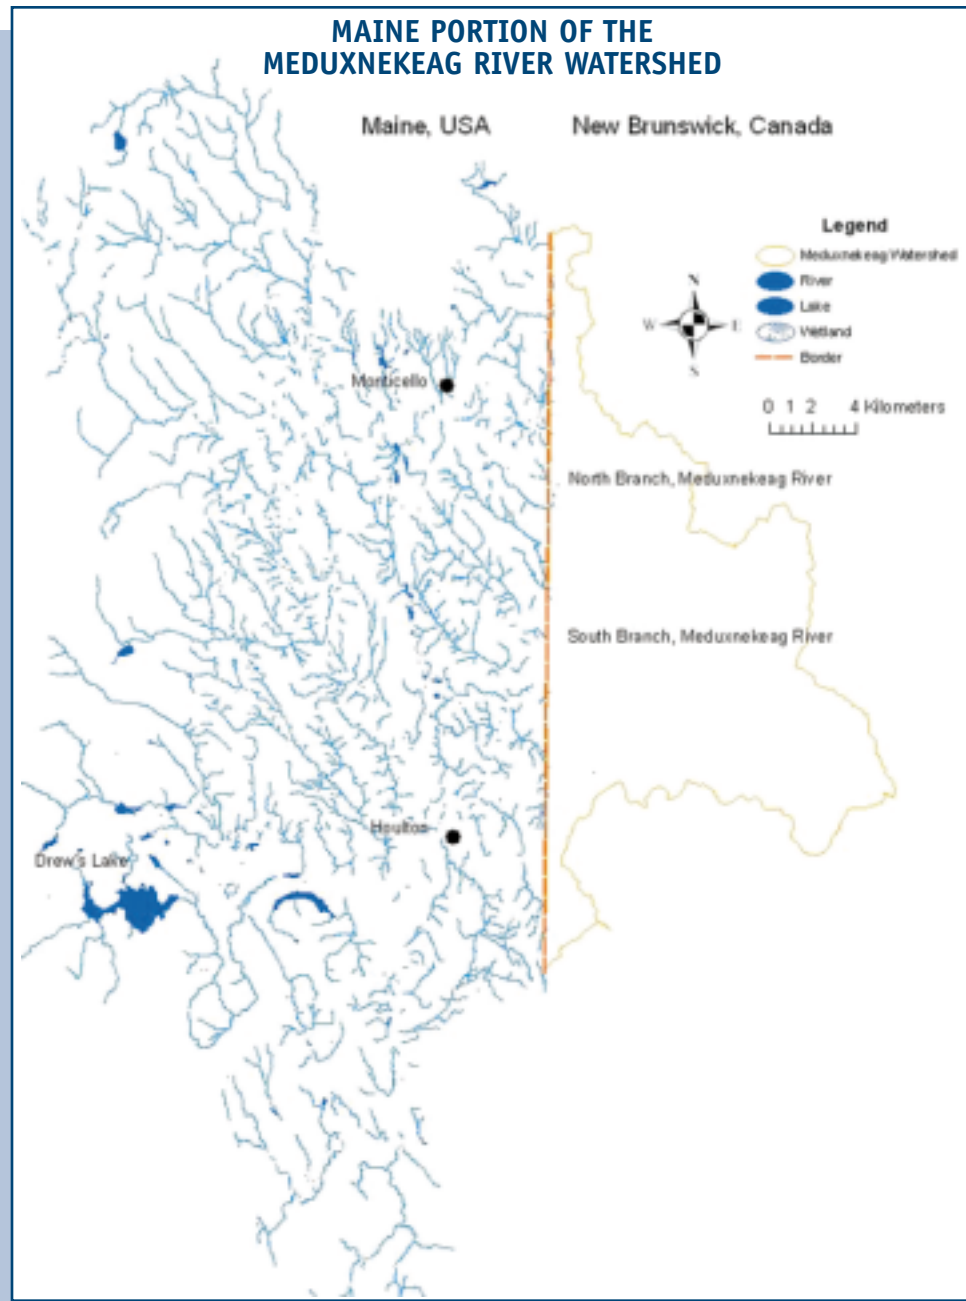 MAINE PORTION OF THE
MEDUXNEKEAG RIVER WATERSHED
Maine, USA
New Brunswick, Canada
Legend
Meduxnekeag Watershed
River
Lake
Wetland
Border
N
W
E
S
0 1 2 4 Kilometers
Monticello
North Branch, Meduxnekeag River
South Branch, Meduxnekeag River
Houlton
Drew's Lake